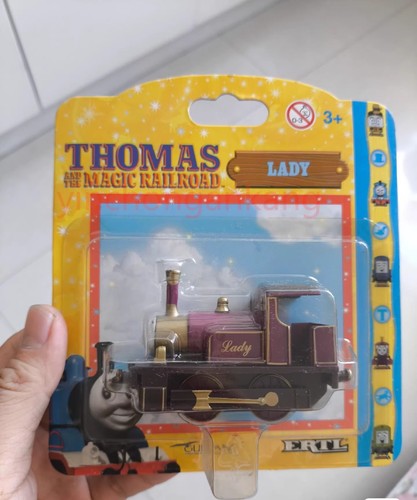 3+
THOMAS
AND THE MAGIC RAILROAD
LADY
Lady
ERTL